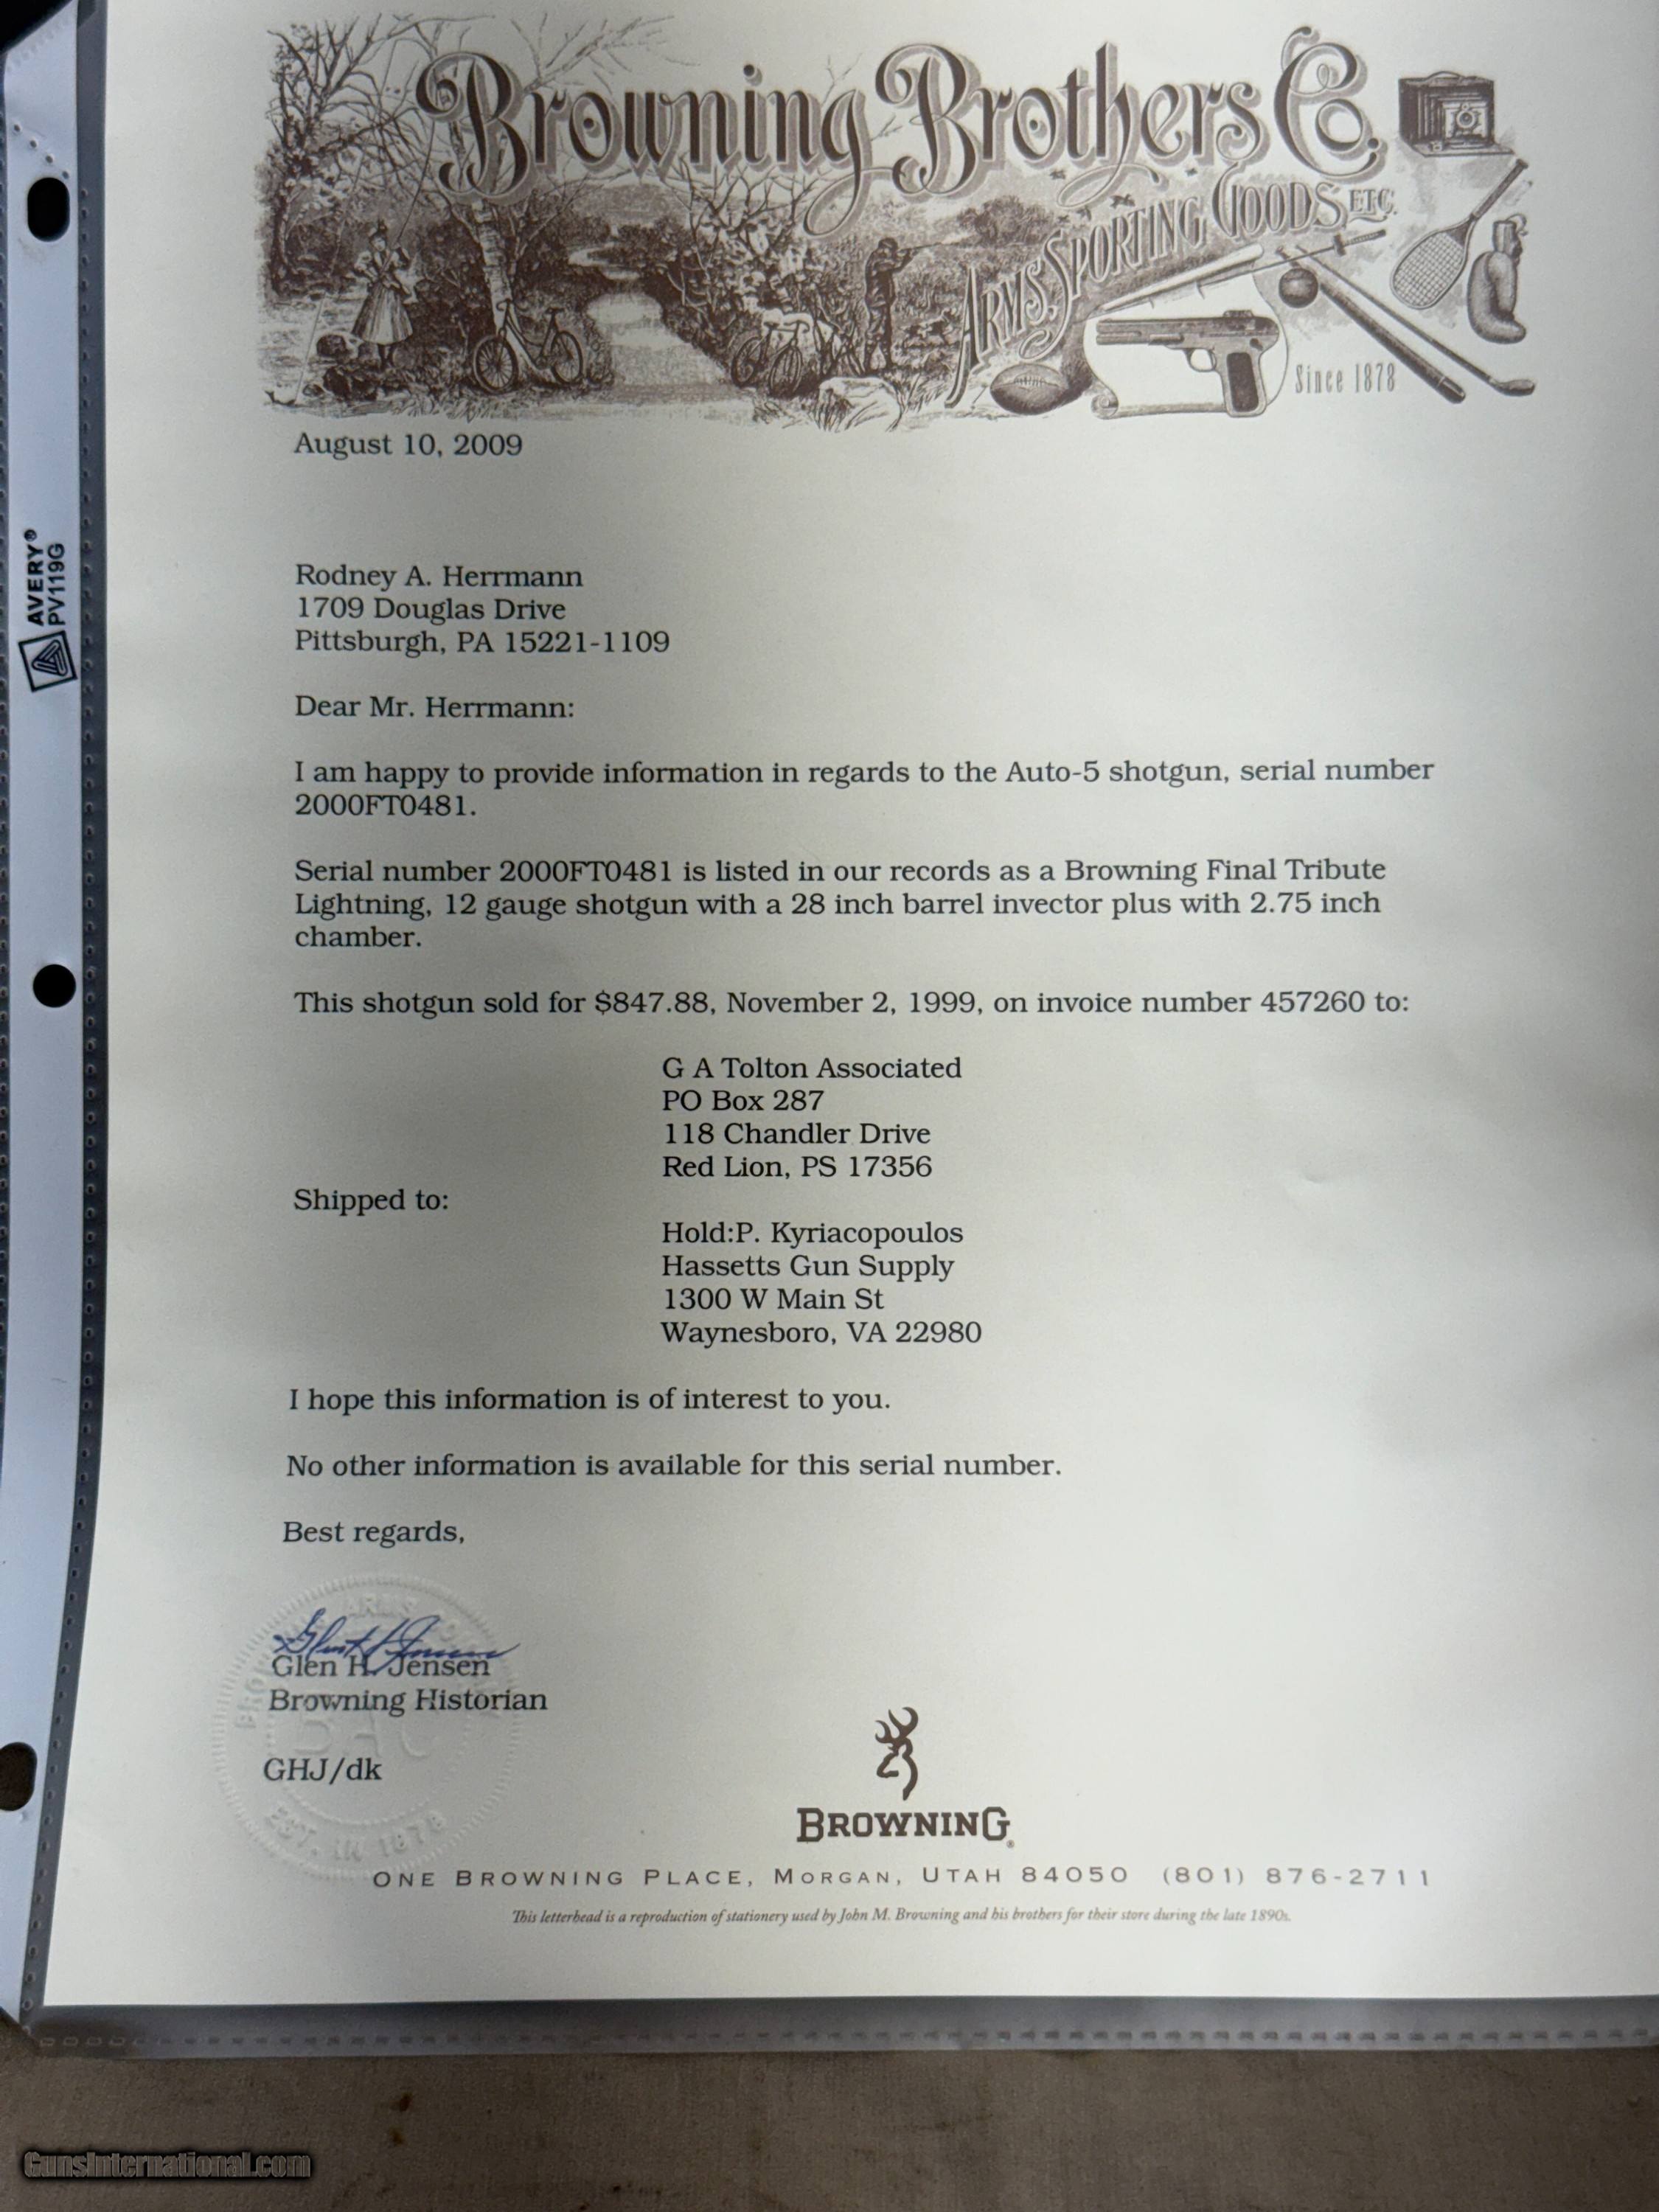 Browning Brothers Co.
ARMS, SPORTING GOODS ETC.
Since 1878
AVERY®
PV119G
August 10, 2009
Rodney A. Herrmann
1709 Douglas Drive
Pittsburgh, PA 15221-1109
Dear Mr. Herrmann:
I am happy to provide information in regards to the Auto-5 shotgun, serial number
2000FT0481.
Serial number 2000FT0481 is listed in our records as a Browning Final Tribute
Lightning, 12 gauge shotgun with a 28 inch barrel invector plus with 2.75 inch
chamber.
This shotgun sold for $847.88, November 2, 1999, on invoice number 457260 to:
G A Tolton Associated
PO Box 287
118 Chandler Drive
Red Lion, PS 17356
Shipped to:
Hold:P. Kyriacopoulos
Hassetts Gun Supply
1300 W Main St
Waynesboro, VA 22980
I hope this information is of interest to you.
No other information is available for this serial number.
Best regards,
Glen H. Jensen
Browning Historian
GHJ/dk
EST. IN 1878
BROWNING®
ONE BROWNING PLACE, MORGAN, UTAH 84050 (801) 876-2711
This letterhead is a reproduction of stationery used by John M. Browning and his brothers for their store during the late 1890s.
GunsInternational.com